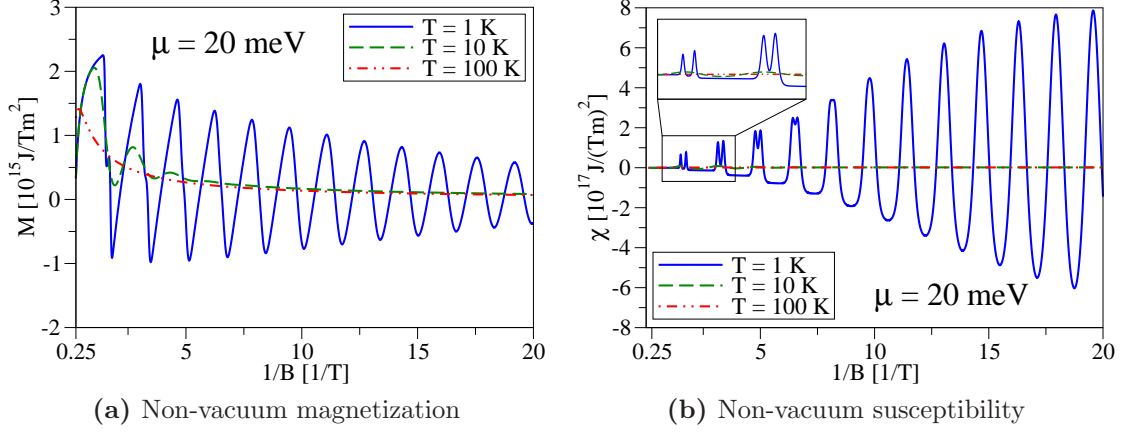 μ = 20 meV
T = 1 K
T = 10 K
T = 100 K
M [10^15 J/Tm^2]
3
2
1
0
-1
-2
0.25 5 10 15 20
1/B [1/T]
(a) Non-vacuum magnetization
χ [10^17 J/(Tm)^2]
8
6
4
2
0
-2
-4
-6
-8
T = 1 K
T = 10 K
T = 100 K
μ = 20 meV
0.25 5 10 15 20
1/B [1/T]
(b) Non-vacuum susceptibility